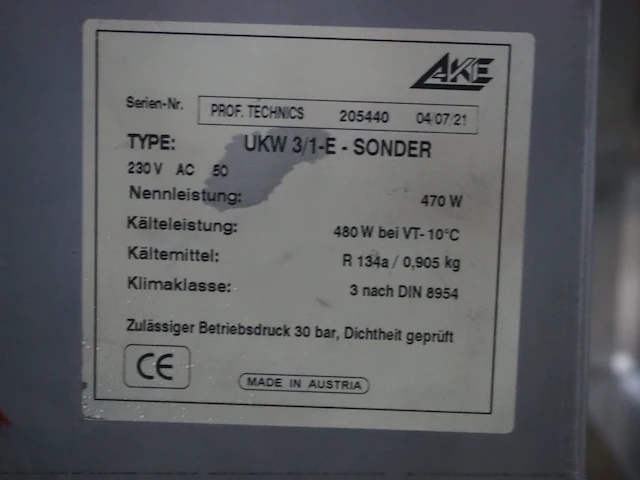 AKE
Serien-Nr. PROF. TECHNICS 205440 04/07/21
TYPE: UKW 3/1-E - SONDER
230 V AC 50
Nennleistung: 470 W
Kälteleistung: 480 W bei VT- 10°C
Kältemittel: R 134a / 0,905 kg
Klimaklasse: 3 nach DIN 8954
Zulässiger Betriebsdruck 30 bar, Dichtheit geprüft
CE
MADE IN AUSTRIA